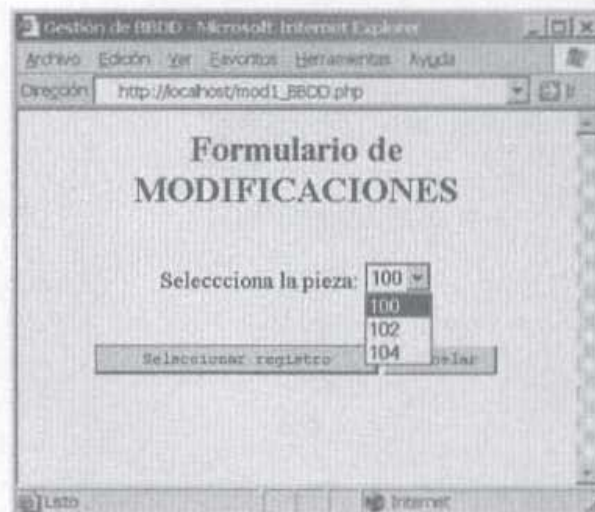 Gestión de BBDD - Microsoft Internet Explorer
Archivo Edición Ver Favoritos Herramientas Ayuda
Dirección http://localhost/mod1_BBDD.php Ir
Formulario de
MODIFICACIONES
Seleccciona la pieza: 100
100
102
104
Seleccionar registro
Listo Internet